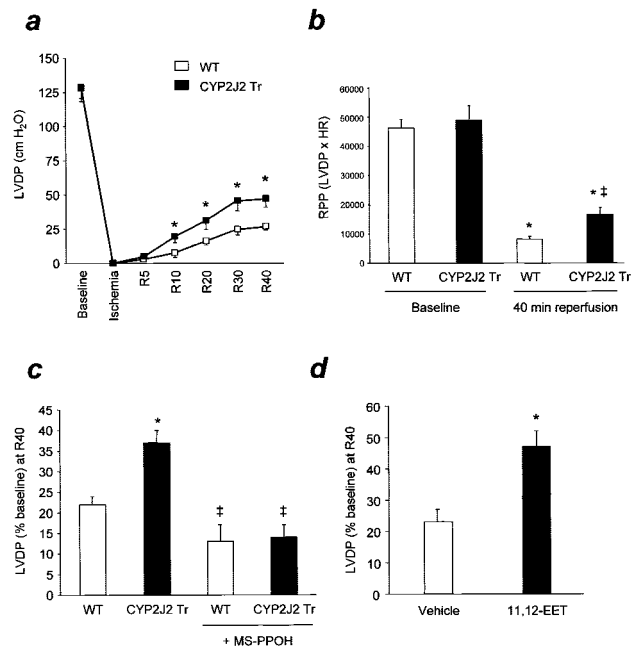 a
WT
CYP2J2 Tr
LVDP (cm H₂O)
150
125
100
75
50
25
0
* * * *
Baseline
Ischemia
R5
R10
R20
R30
R40
b
RPP (LVDP x HR)
60000
50000
40000
30000
20000
10000
0
*
* ‡
WT CYP2J2 Tr WT CYP2J2 Tr
Baseline 40 min reperfusion
c
LVDP (% baseline) at R40
45
40
35
30
25
20
15
10
5
0
*
‡ ‡
WT CYP2J2 Tr WT CYP2J2 Tr
+ MS-PPOH
d
LVDP (% baseline) at R40
60
50
40
30
20
10
0
*
Vehicle 11,12-EET